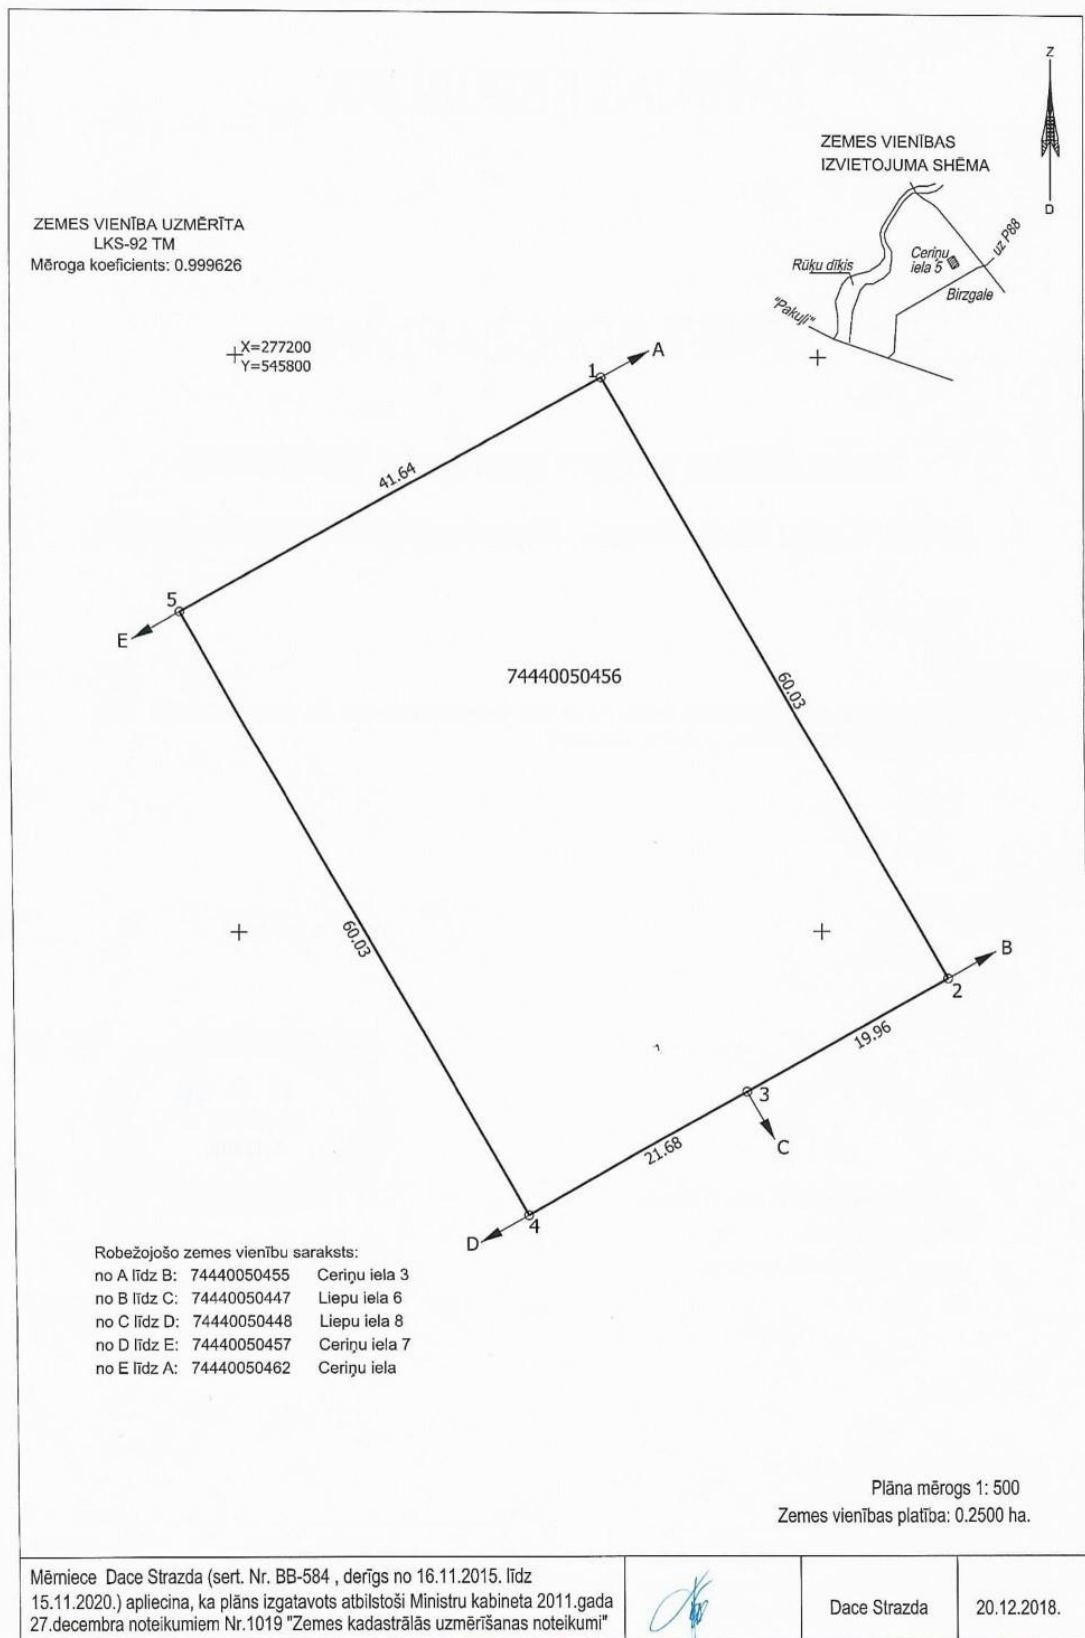 Z
D
ZEMES VIENĪBAS
IZVIETOJUMA SHĒMA
Rūķu dīķis
Ceriņu
iela 5
uz P88
Birzgale
"Pakuļi"
ZEMES VIENĪBA UZMĒRĪTA
LKS-92 TM
Mēroga koeficients: 0.999626
X=277200
Y=545800
1
A
41.64
5
E
74440050456
60.03
60.03
B
2
19.96
3
C
21.68
4
D
Robežojošo zemes vienību saraksts:
no A līdz B: 74440050455 Ceriņu iela 3
no B līdz C: 74440050447 Liepu iela 6
no C līdz D: 74440050448 Liepu iela 8
no D līdz E: 74440050457 Ceriņu iela 7
no E līdz A: 74440050462 Ceriņu iela
Plāna mērogs 1: 500
Zemes vienības platība: 0.2500 ha.
Mērniece Dace Strazda (sert. Nr. BB-584 , derīgs no 16.11.2015. līdz
15.11.2020.) apliecina, ka plāns izgatavots atbilstoši Ministru kabineta 2011.gada
27.decembra noteikumiem Nr.1019 "Zemes kadastrālās uzmērīšanas noteikumi"
Dace Strazda
20.12.2018.